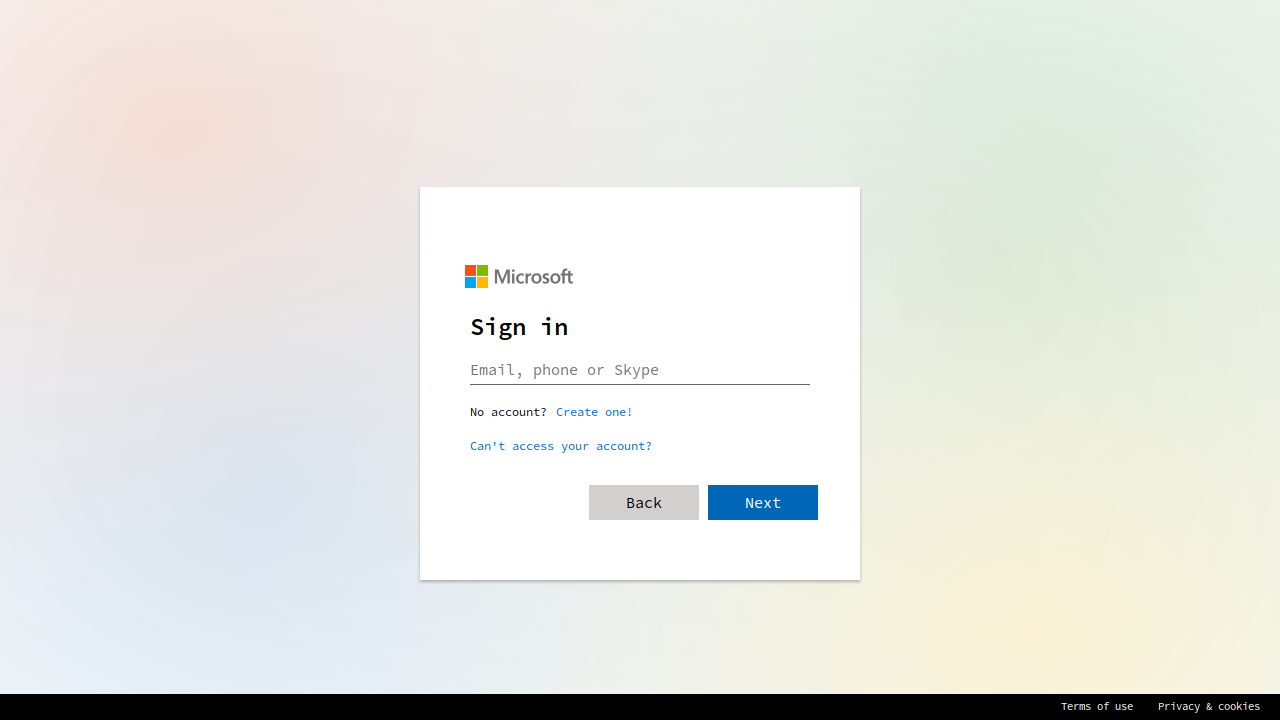 Microsoft
Sign in
Email, phone or Skype
No account? Create one!
Can't access your account?
Back Next
Terms of use Privacy & cookies